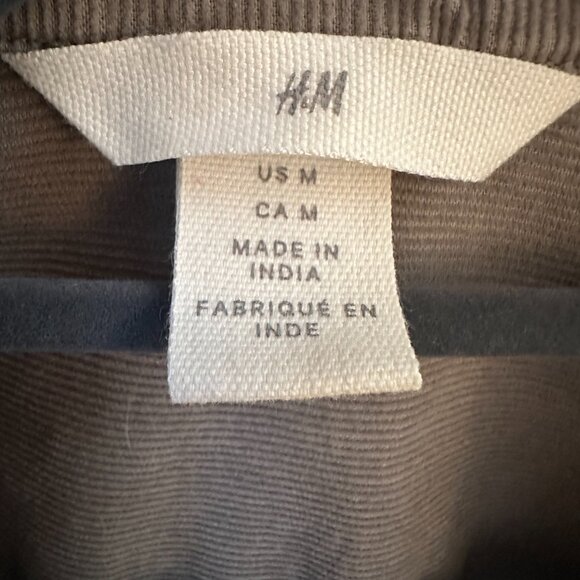 H&M
US M
CA M
MADE IN
INDIA
FABRIQUÉ EN
INDE